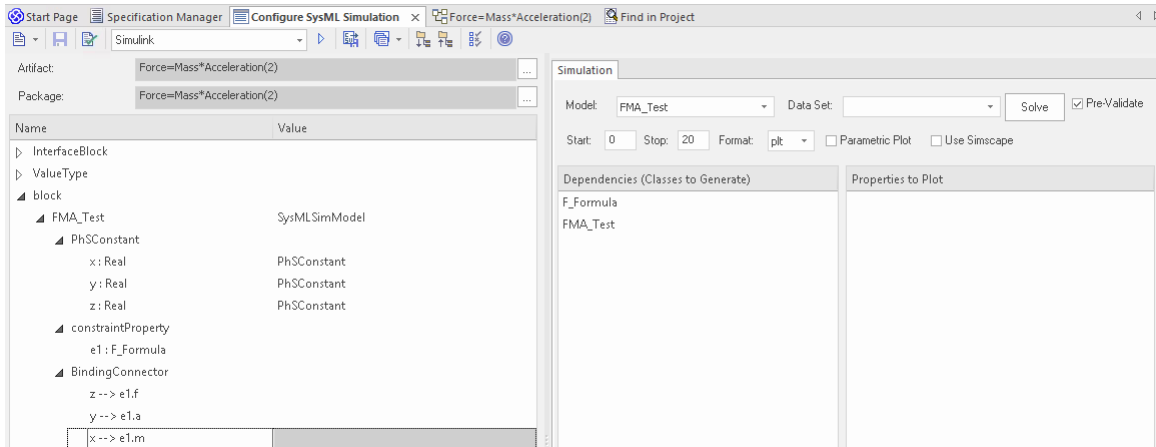 Start Page Specification Manager Configure SysML Simulation × Force=Mass*Acceleration(2) Find in Project
Simulink
Artifact: Force=Mass*Acceleration(2) ...
Package: Force=Mass*Acceleration(2) ...
Name Value
InterfaceBlock
ValueType
block
FMA_Test SysMLSimModel
PhSConstant
x : Real PhSConstant
y : Real PhSConstant
z : Real PhSConstant
constraintProperty
e1 : F_Formula
BindingConnector
z --> e1.f
y --> e1.a
x --> e1.m
Simulation
Model: FMA_Test Data Set: Solve Pre-Validate
Start: 0 Stop: 20 Format: plt Parametric Plot Use Simscape
Dependencies (Classes to Generate) Properties to Plot
F_Formula
FMA_Test